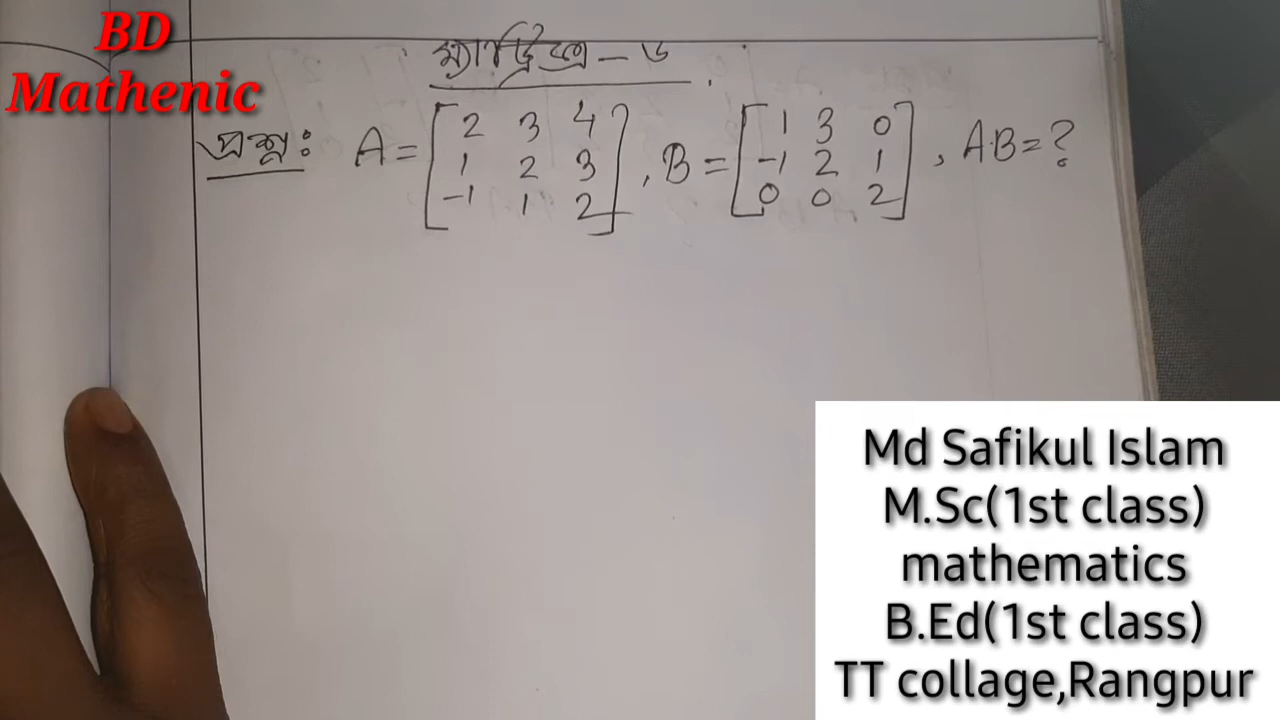 BD
Mathenic
ম্যাট্রিক্স – ৬
প্রশ্ন: A = [2 3 4
1 2 3
-1 1 2], B = [1 3 0
-1 2 1
0 0 2], AB = ?
Md Safikul Islam
M.Sc(1st class)
mathematics
B.Ed(1st class)
TT collage,Rangpur